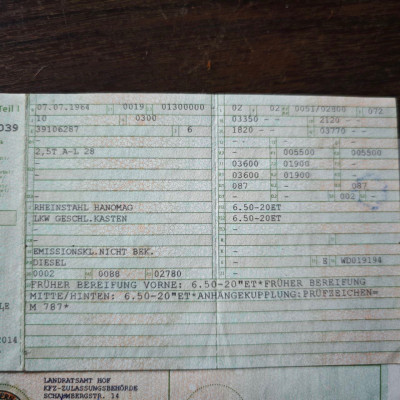 Teil I
07.07.1964 0019 01300000 02 02 0051/02800 072
10 0300 03350 - - 2120 - -
039 39106287 6 1820 - - 03770 - -
- - - 005500 005500
2,5T A-L 28 03600 01900 - -
- 03600 01900 - -
- 087 - - 087 -
- - - - 002 - -
RHEINSTAHL HANOMAG 6.50-20ET
LKW GESCHL.KASTEN 6.50-20ET
- -
EMISSIONSKL.NICHT BEK. -
DIESEL - E WD019194
0002 0088 02780
FRÜHER BEREIFUNG VORNE: 6.50-20"ET*FRÜHER BEREIFUNG
MITTE/HINTEN: 6.50-20"ET*ANHÄNGEKUPPLUNG:PRÜFZEICHEN=
M 787*
2014
LANDRATSAMT HOF
KFZ-ZULASSUNGSBEHÖRDE
SCHAUMBERGSTR. 14